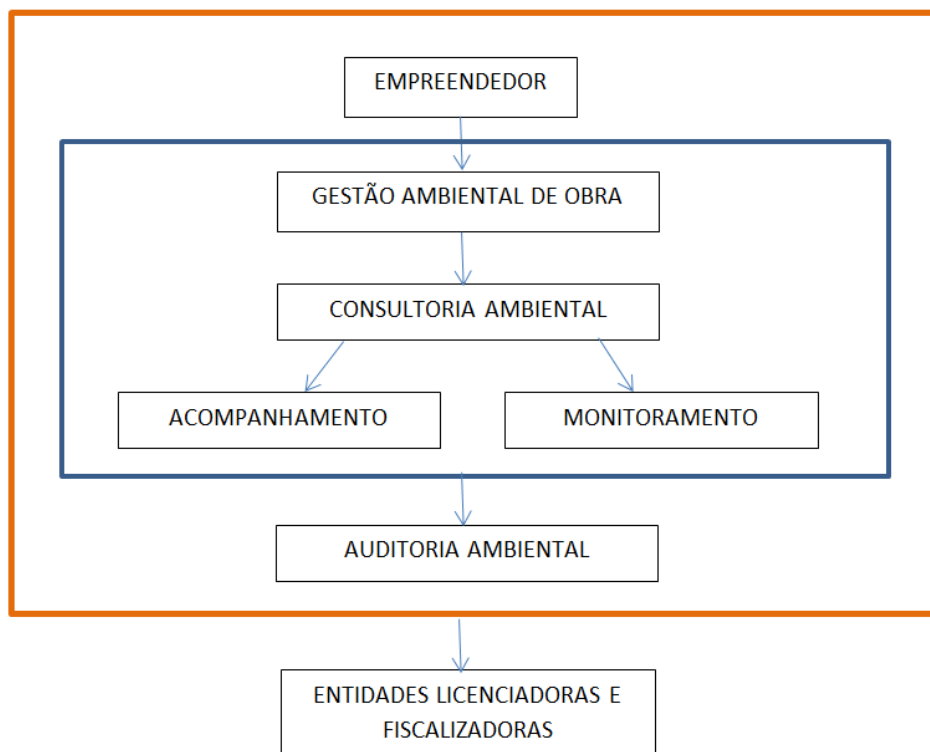 EMPREENDEDOR
GESTÃO AMBIENTAL DE OBRA
CONSULTORIA AMBIENTAL
ACOMPANHAMENTO
MONITORAMENTO
AUDITORIA AMBIENTAL
ENTIDADES LICENCIADORAS E
FISCALIZADORAS